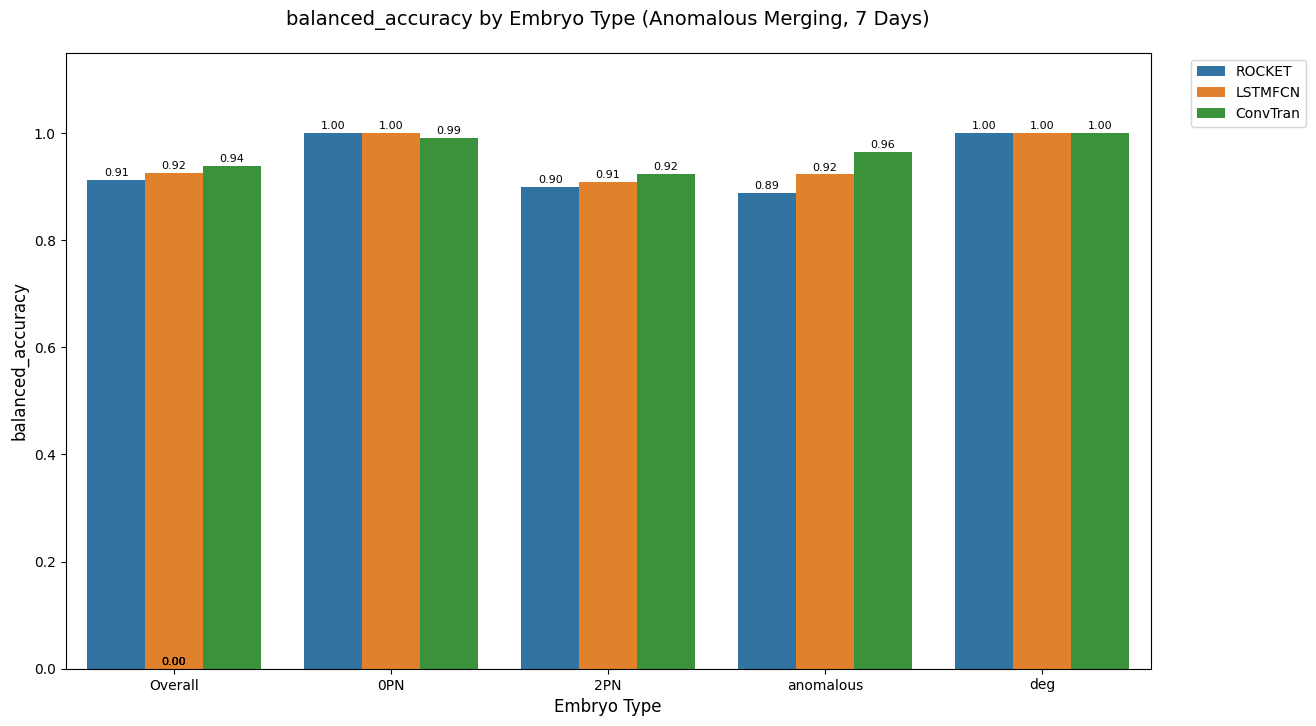 balanced_accuracy by Embryo Type (Anomalous Merging, 7 Days)
ROCKET
LSTMFCN
ConvTran
balanced_accuracy
1.0
0.8
0.6
0.4
0.2
0.0
0.91 0.92 0.94
0.00
1.00 1.00 0.99
0.90 0.91 0.92
0.89 0.92 0.96
1.00 1.00 1.00
Overall 0PN 2PN anomalous deg
Embryo Type